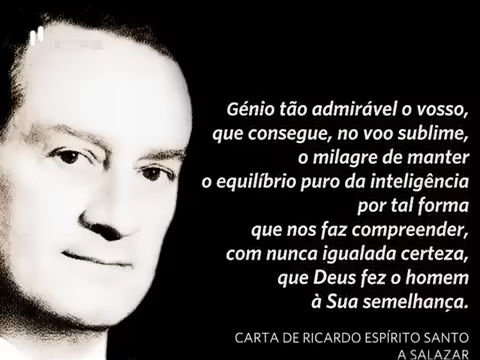 Génio tão admirável o vosso,
que consegue, no voo sublime,
o milagre de manter
o equilíbrio puro da inteligência
por tal forma
que nos faz compreender,
com nunca igualada certeza,
que Deus fez o homem
à Sua semelhança.
CARTA DE RICARDO ESPÍRITO SANTO
A SALAZAR